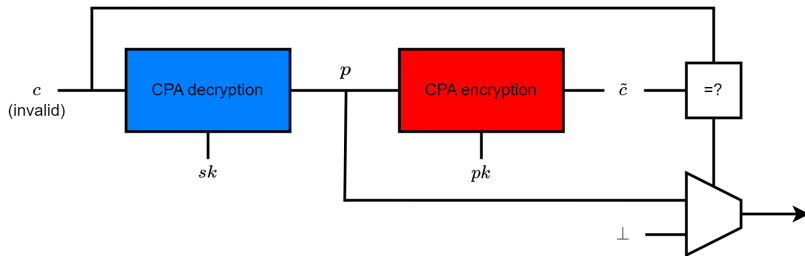 p
c
CPA decryption
CPA encryption
c̃
=?
(invalid)
sk
pk
⊥